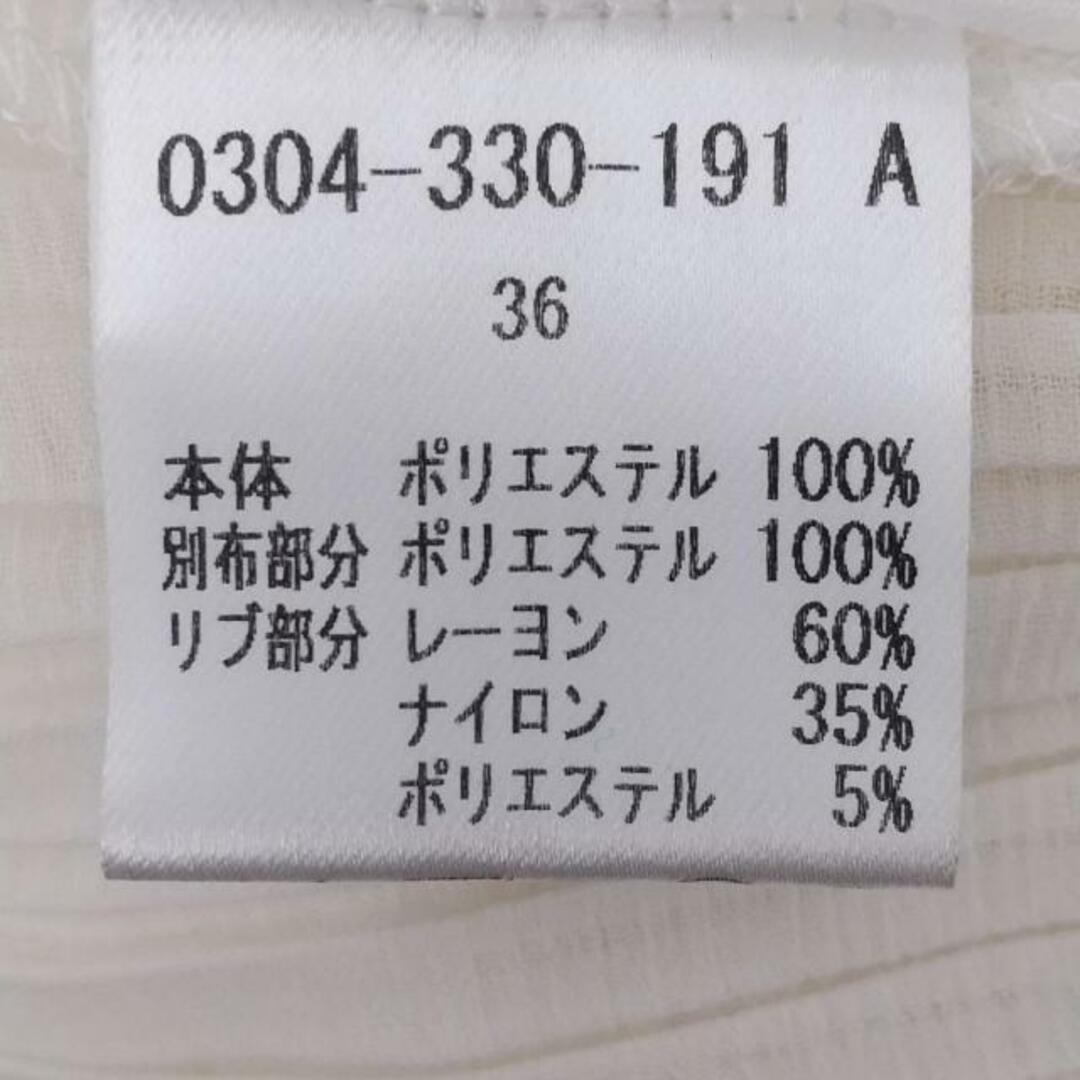 0304-330-191 A
36
本体 ポリエステル 100%
別布部分 ポリエステル 100%
リブ部分 レーヨン 60%
ナイロン 35%
ポリエステル 5%